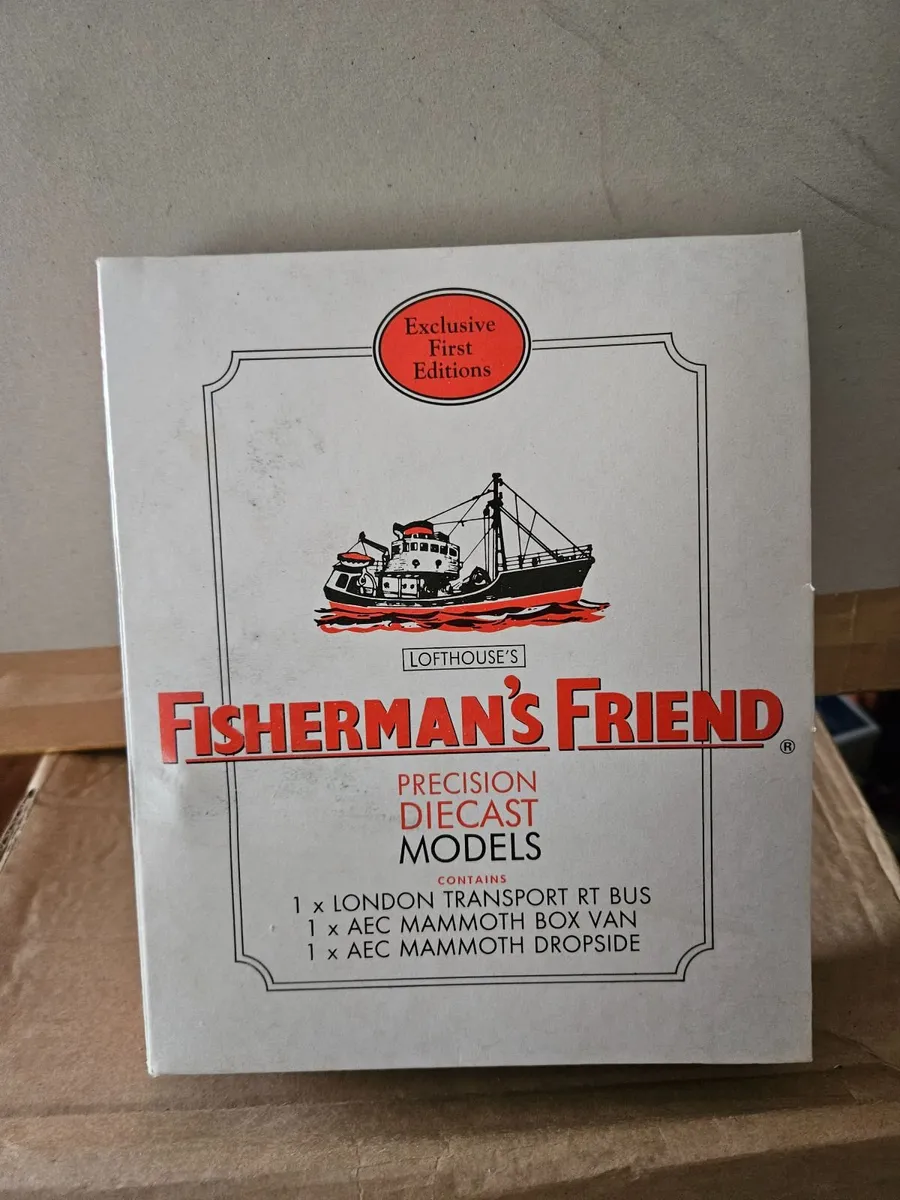 Exclusive
First
Editions
LOFTHOUSE'S
FISHERMAN'S FRIEND ®
PRECISION
DIECAST
MODELS
CONTAINS
1 x LONDON TRANSPORT RT BUS
1 x AEC MAMMOTH BOX VAN
1 x AEC MAMMOTH DROPSIDE